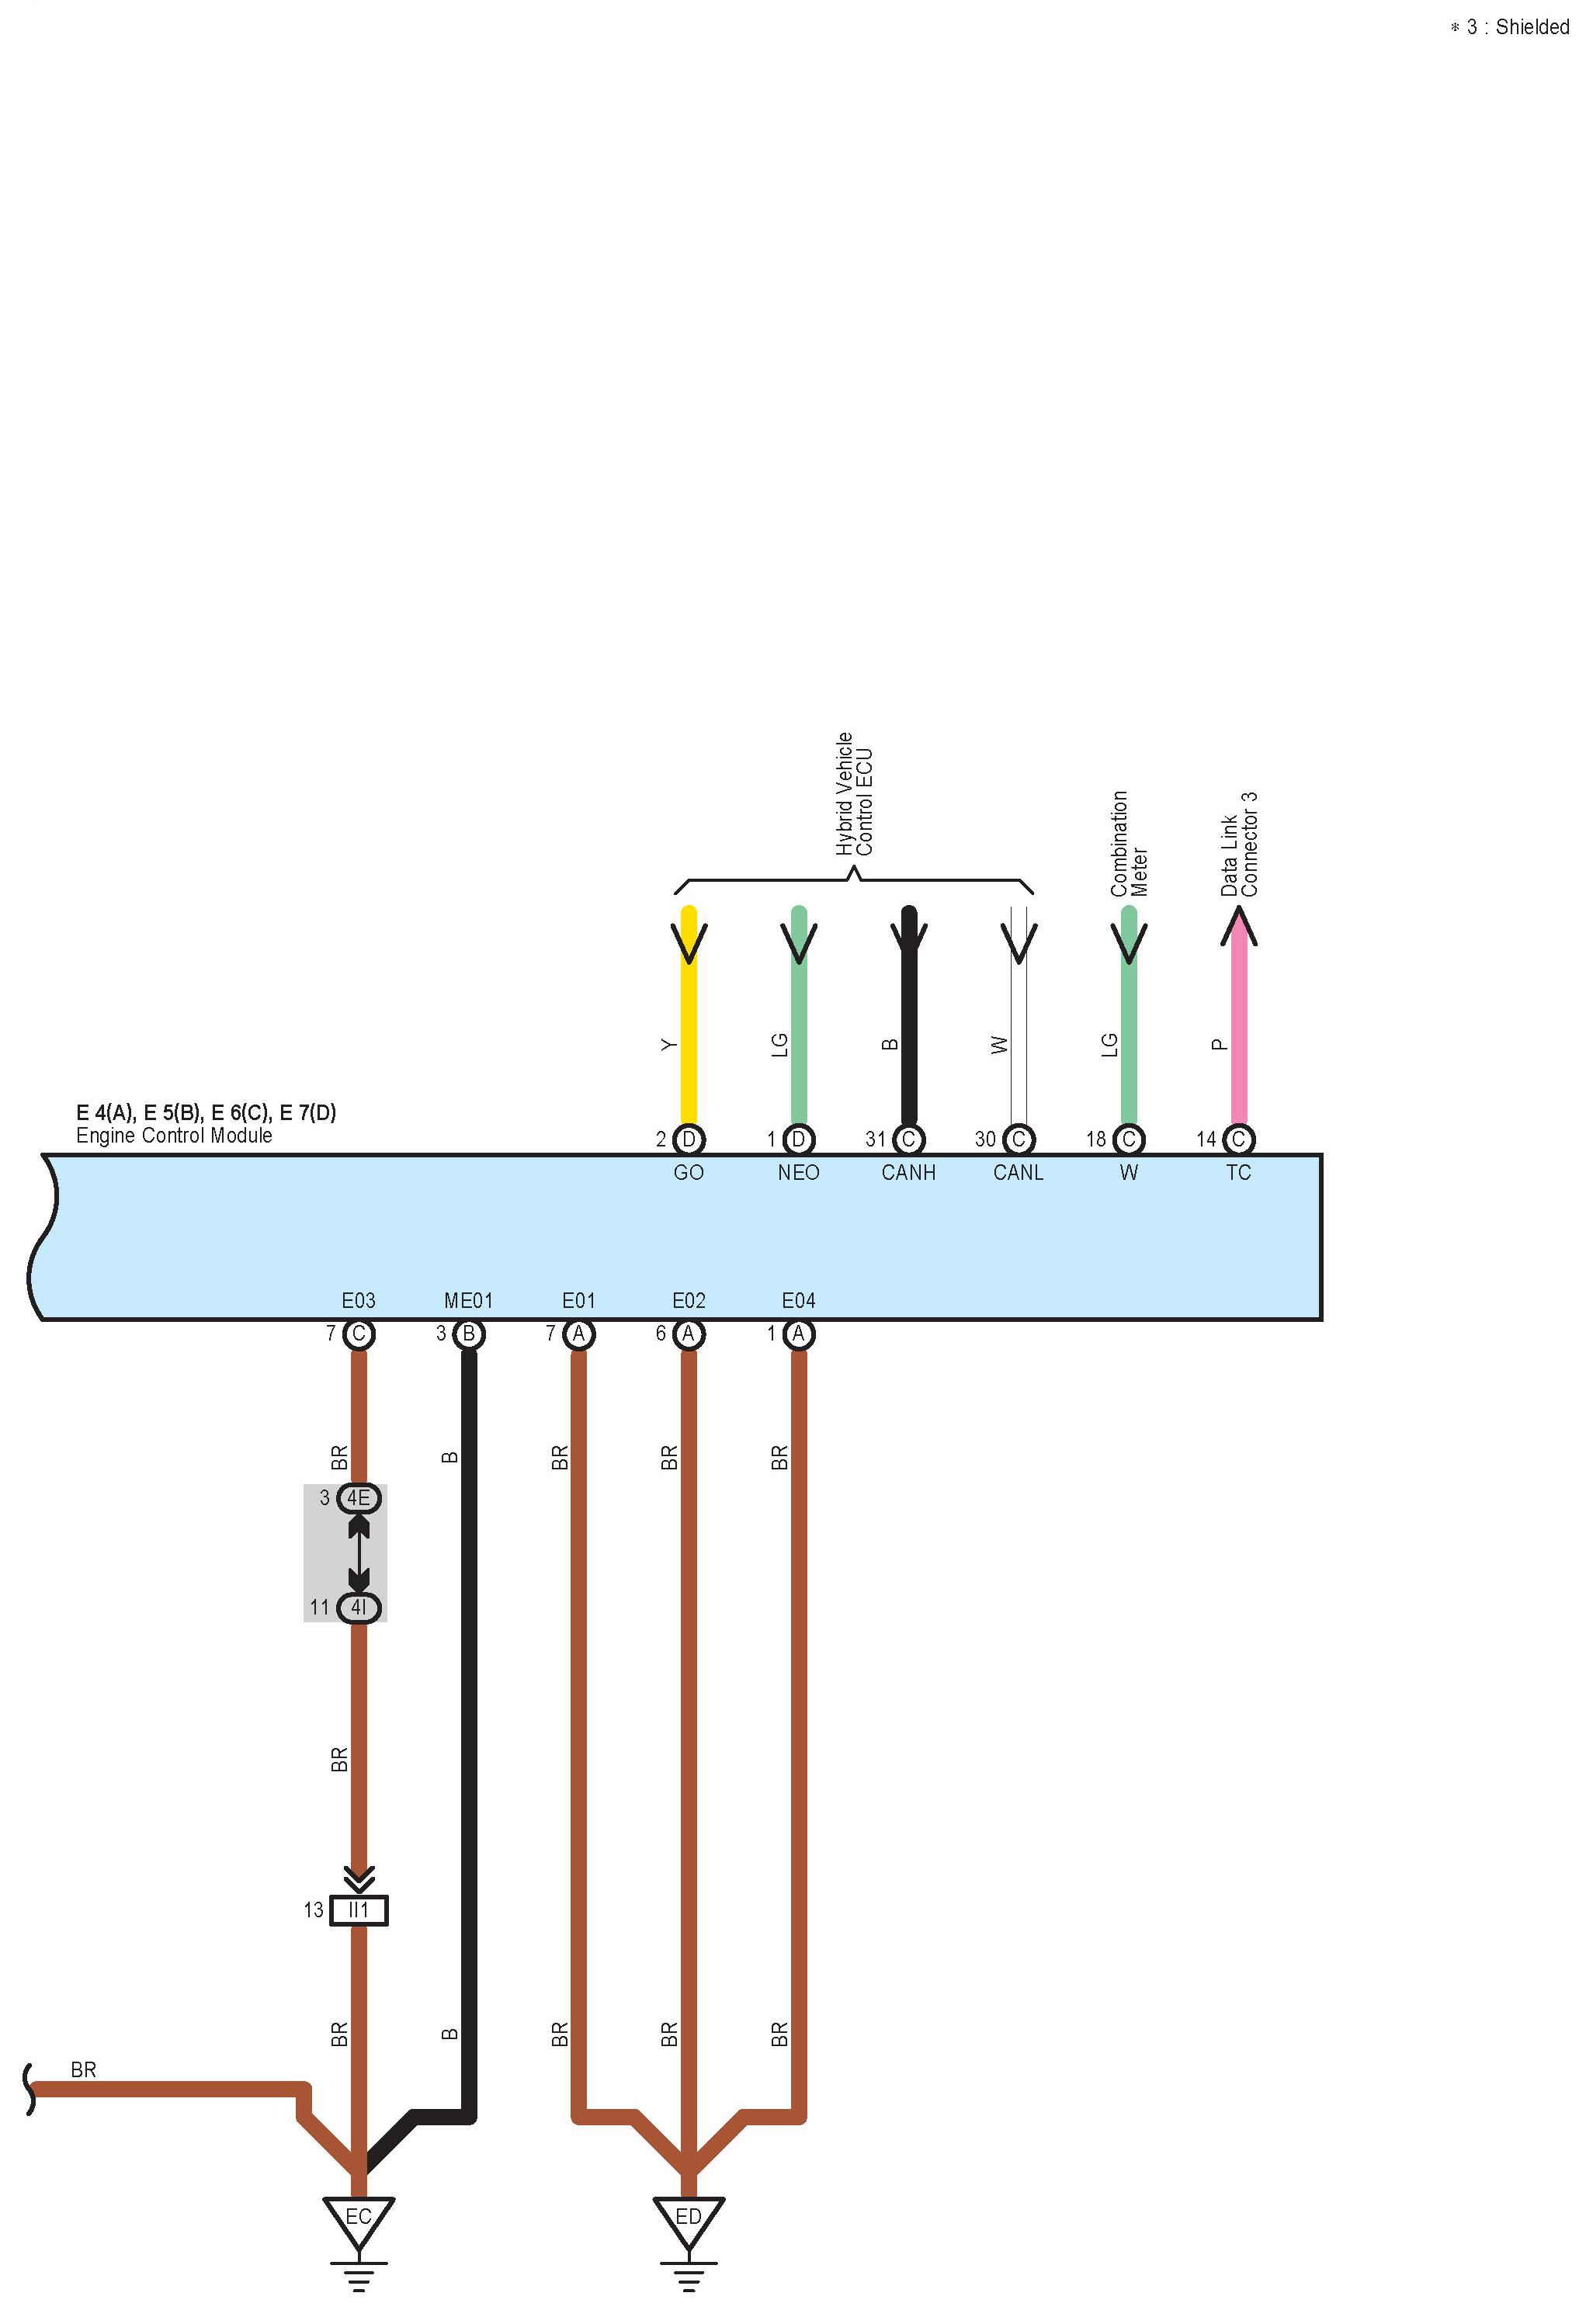 * 3 : Shielded
Hybrid Vehicle
Control ECU
Combination
Meter
Data Link
Connector 3
Y
LG
B
W
LG
P
E 4(A), E 5(B), E 6(C), E 7(D)
Engine Control Module
2 D
1 D
31 C
30 C
18 C
14 C
GO
NEO
CANH
CANL
W
TC
E03
ME01
E01
E02
E04
7 C
3 B
7 A
6 A
1 A
BR
B
BR
BR
BR
3 4E
11 4I
BR
13 II1
BR
B
BR
BR
BR
BR
EC
ED